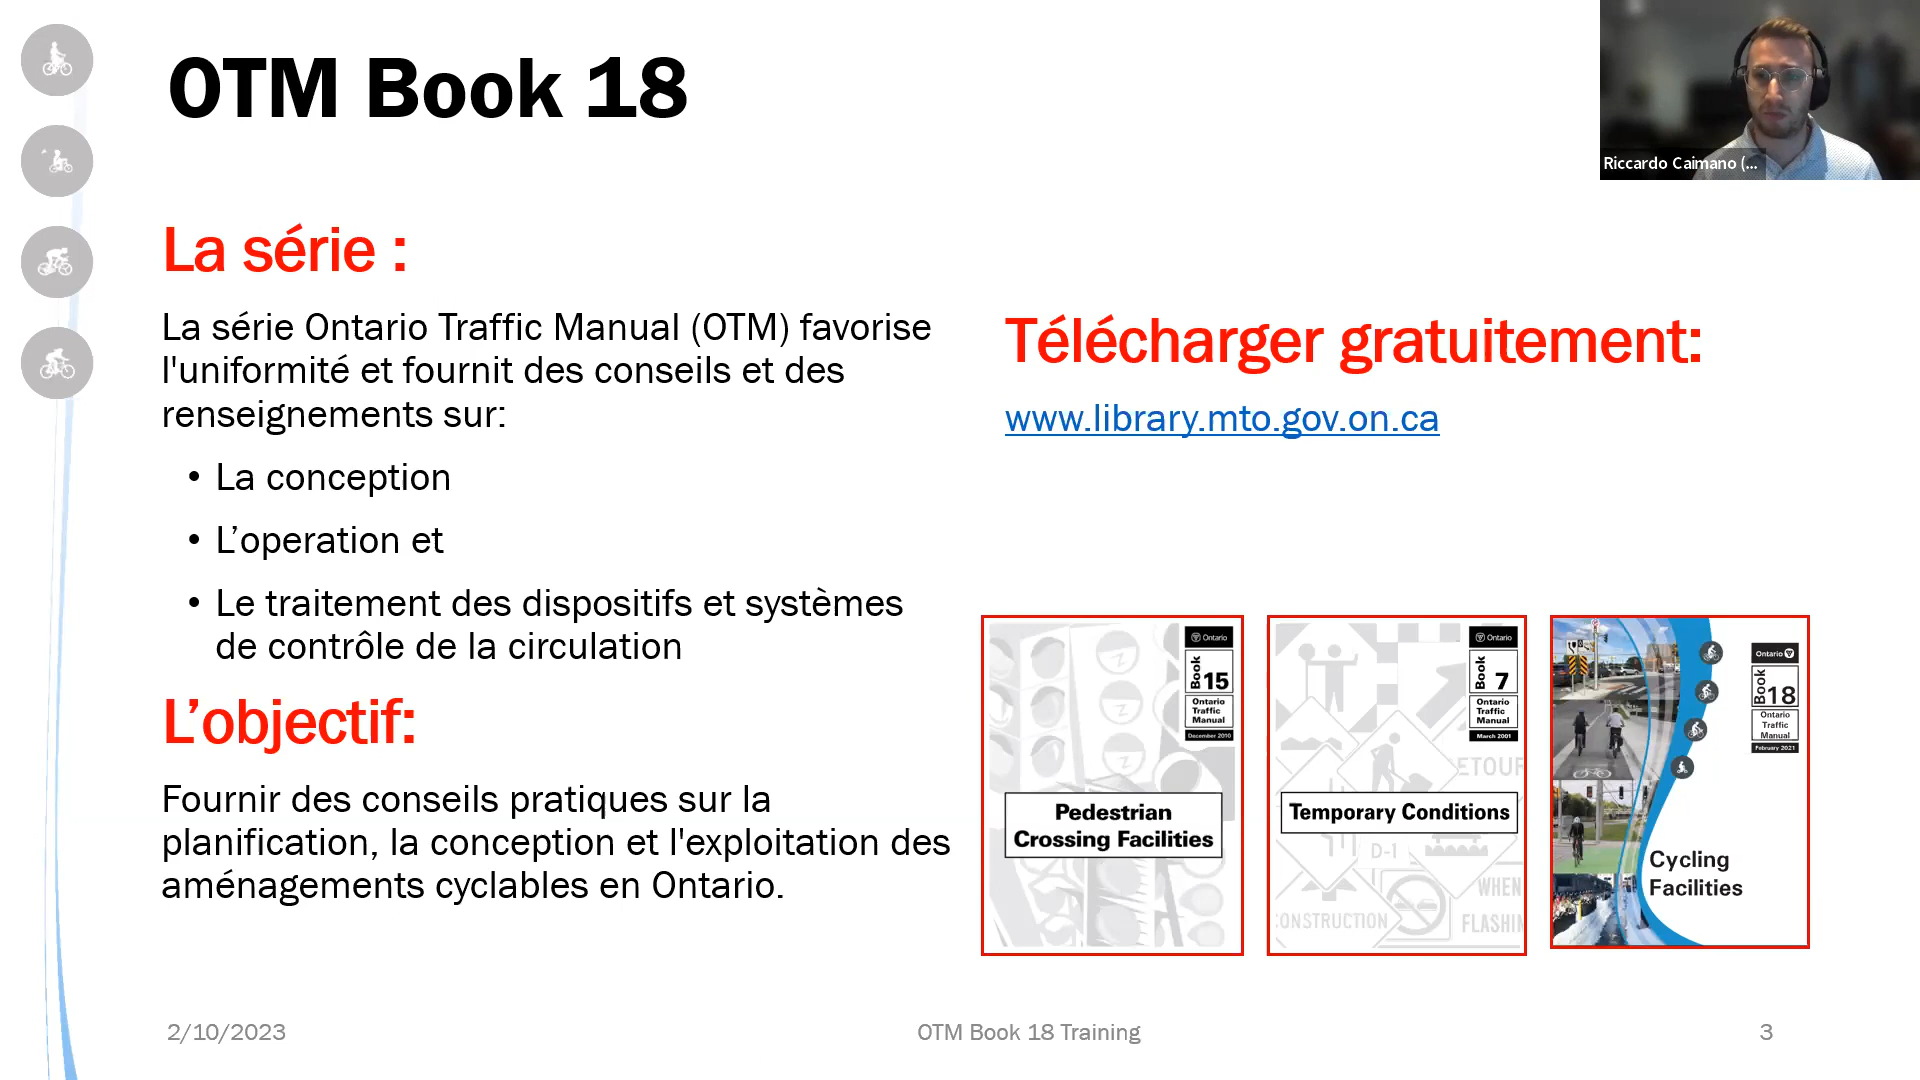 OTM Book 18
Riccardo Caimano (...
La série :
La série Ontario Traffic Manual (OTM) favorise
l'uniformité et fournit des conseils et des
renseignements sur:
• La conception
• L’operation et
• Le traitement des dispositifs et systèmes
de contrôle de la circulation
L’objectif:
Fournir des conseils pratiques sur la
planification, la conception et l'exploitation des
aménagements cyclables en Ontario.
Télécharger gratuitement:
www.library.mto.gov.on.ca
Ontario
Book 15
Ontario
Traffic
Manual
December 2010
Pedestrian
Crossing Facilities
Ontario
Book 7
Ontario
Traffic
Manual
March 2001
ETOUR
Temporary Conditions
D-1
WHEN
CONSTRUCTION
FLASHIN
Ontario
Book 18
Ontario
Traffic
Manual
February 2021
Cycling
Facilities
2/10/2023
OTM Book 18 Training
3